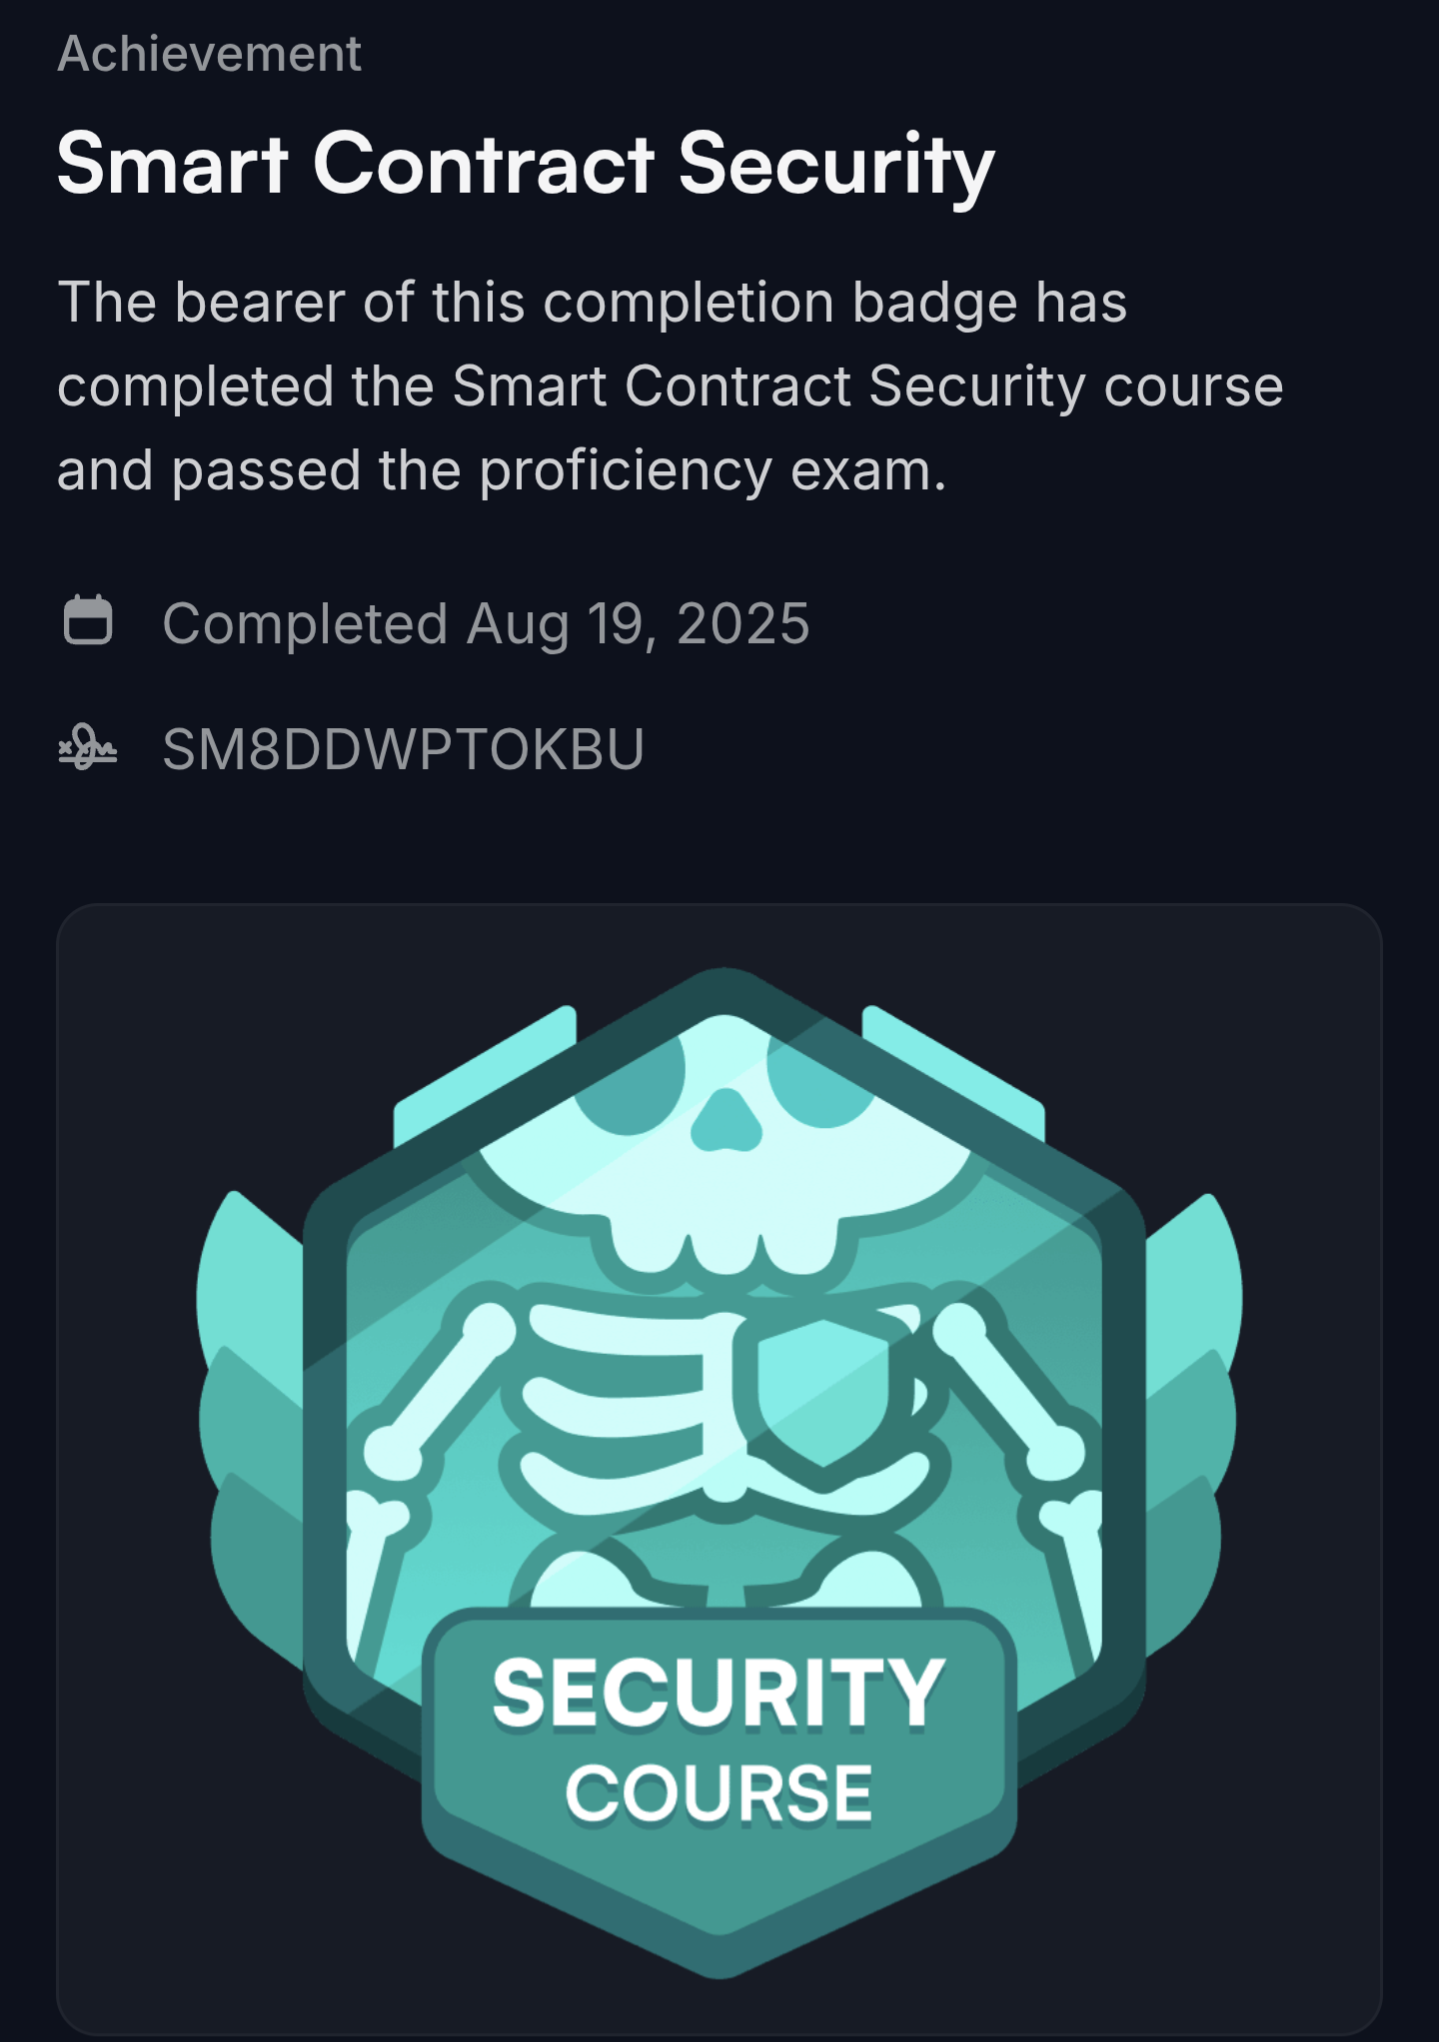 Achievement
Smart Contract Security
The bearer of this completion badge has
completed the Smart Contract Security course
and passed the proficiency exam.
Completed Aug 19, 2025
SM8DDWPTOKBU
SECURITY
COURSE